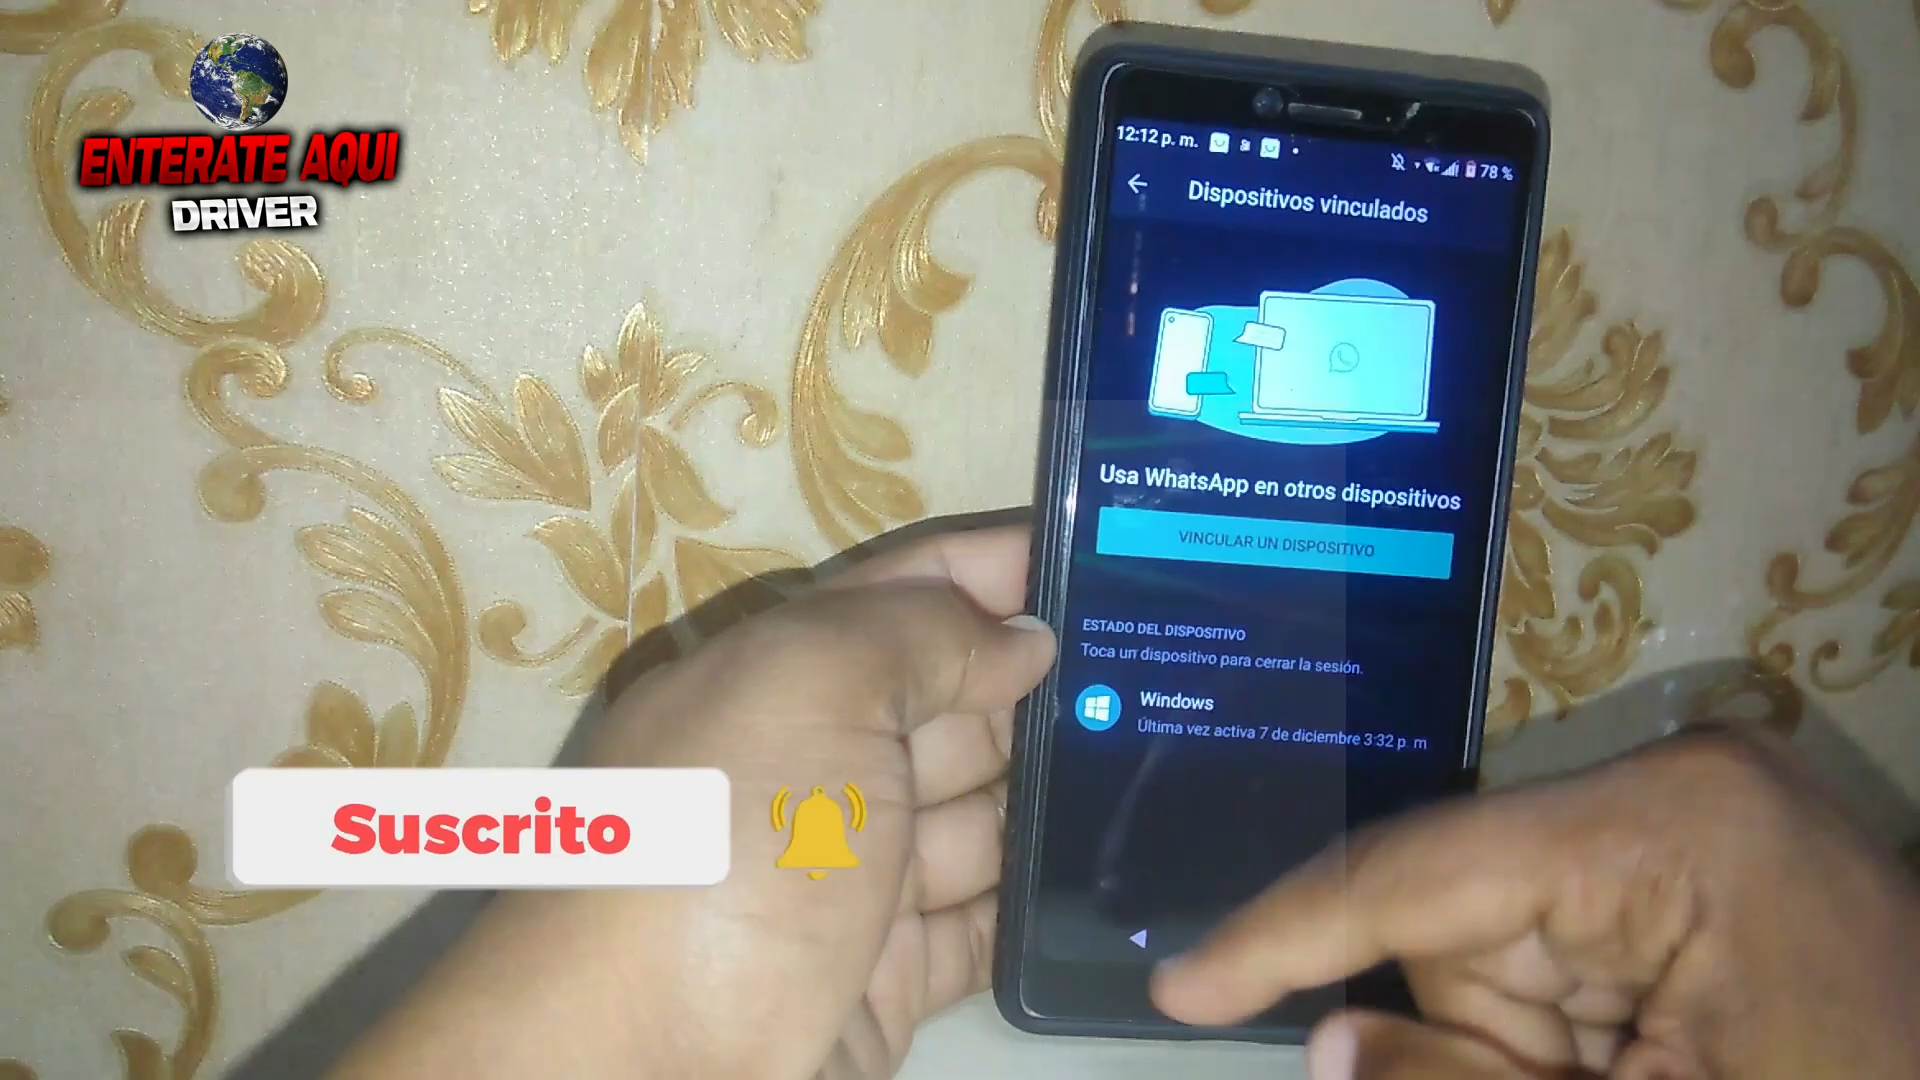 ENTERATE AQUI
DRIVER
12:12 p. m.
78 %
Dispositivos vinculados
Usa WhatsApp en otros dispositivos
VINCULAR UN DISPOSITIVO
ESTADO DEL DISPOSITIVO
Toca un dispositivo para cerrar la sesión.
Windows
Última vez activa 7 de diciembre 3:32 p. m
Suscrito